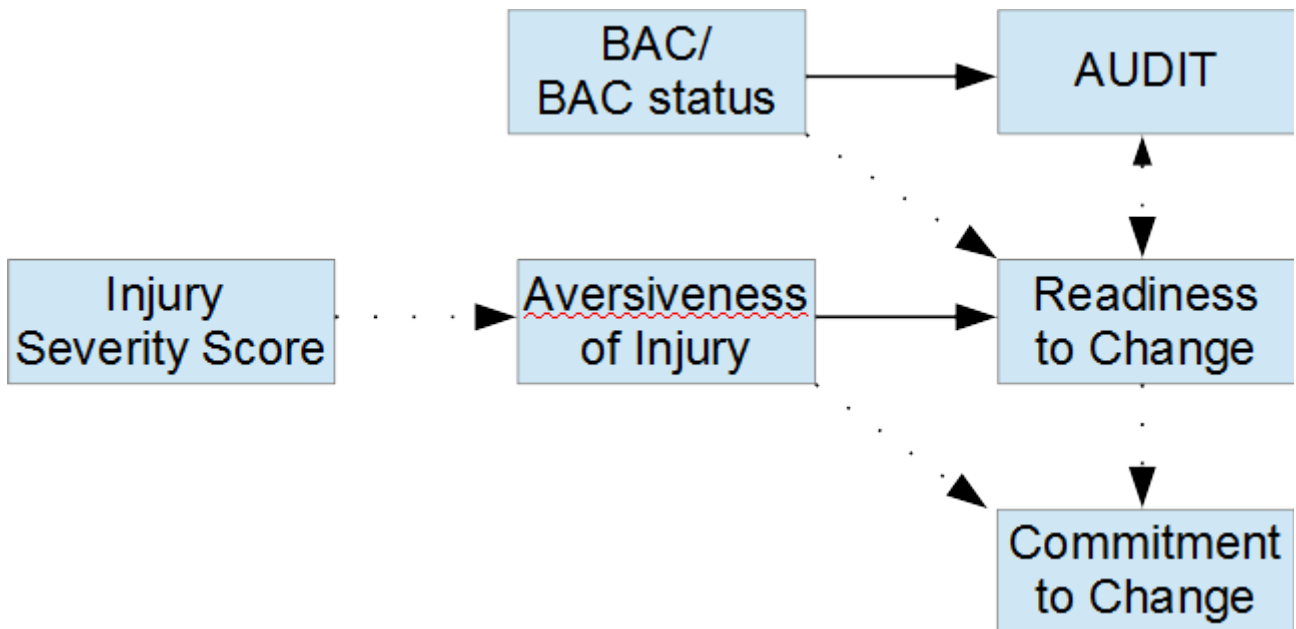 BAC/
BAC status
AUDIT
Injury
Severity Score
Aversiveness
of Injury
Readiness
to Change
Commitment
to Change